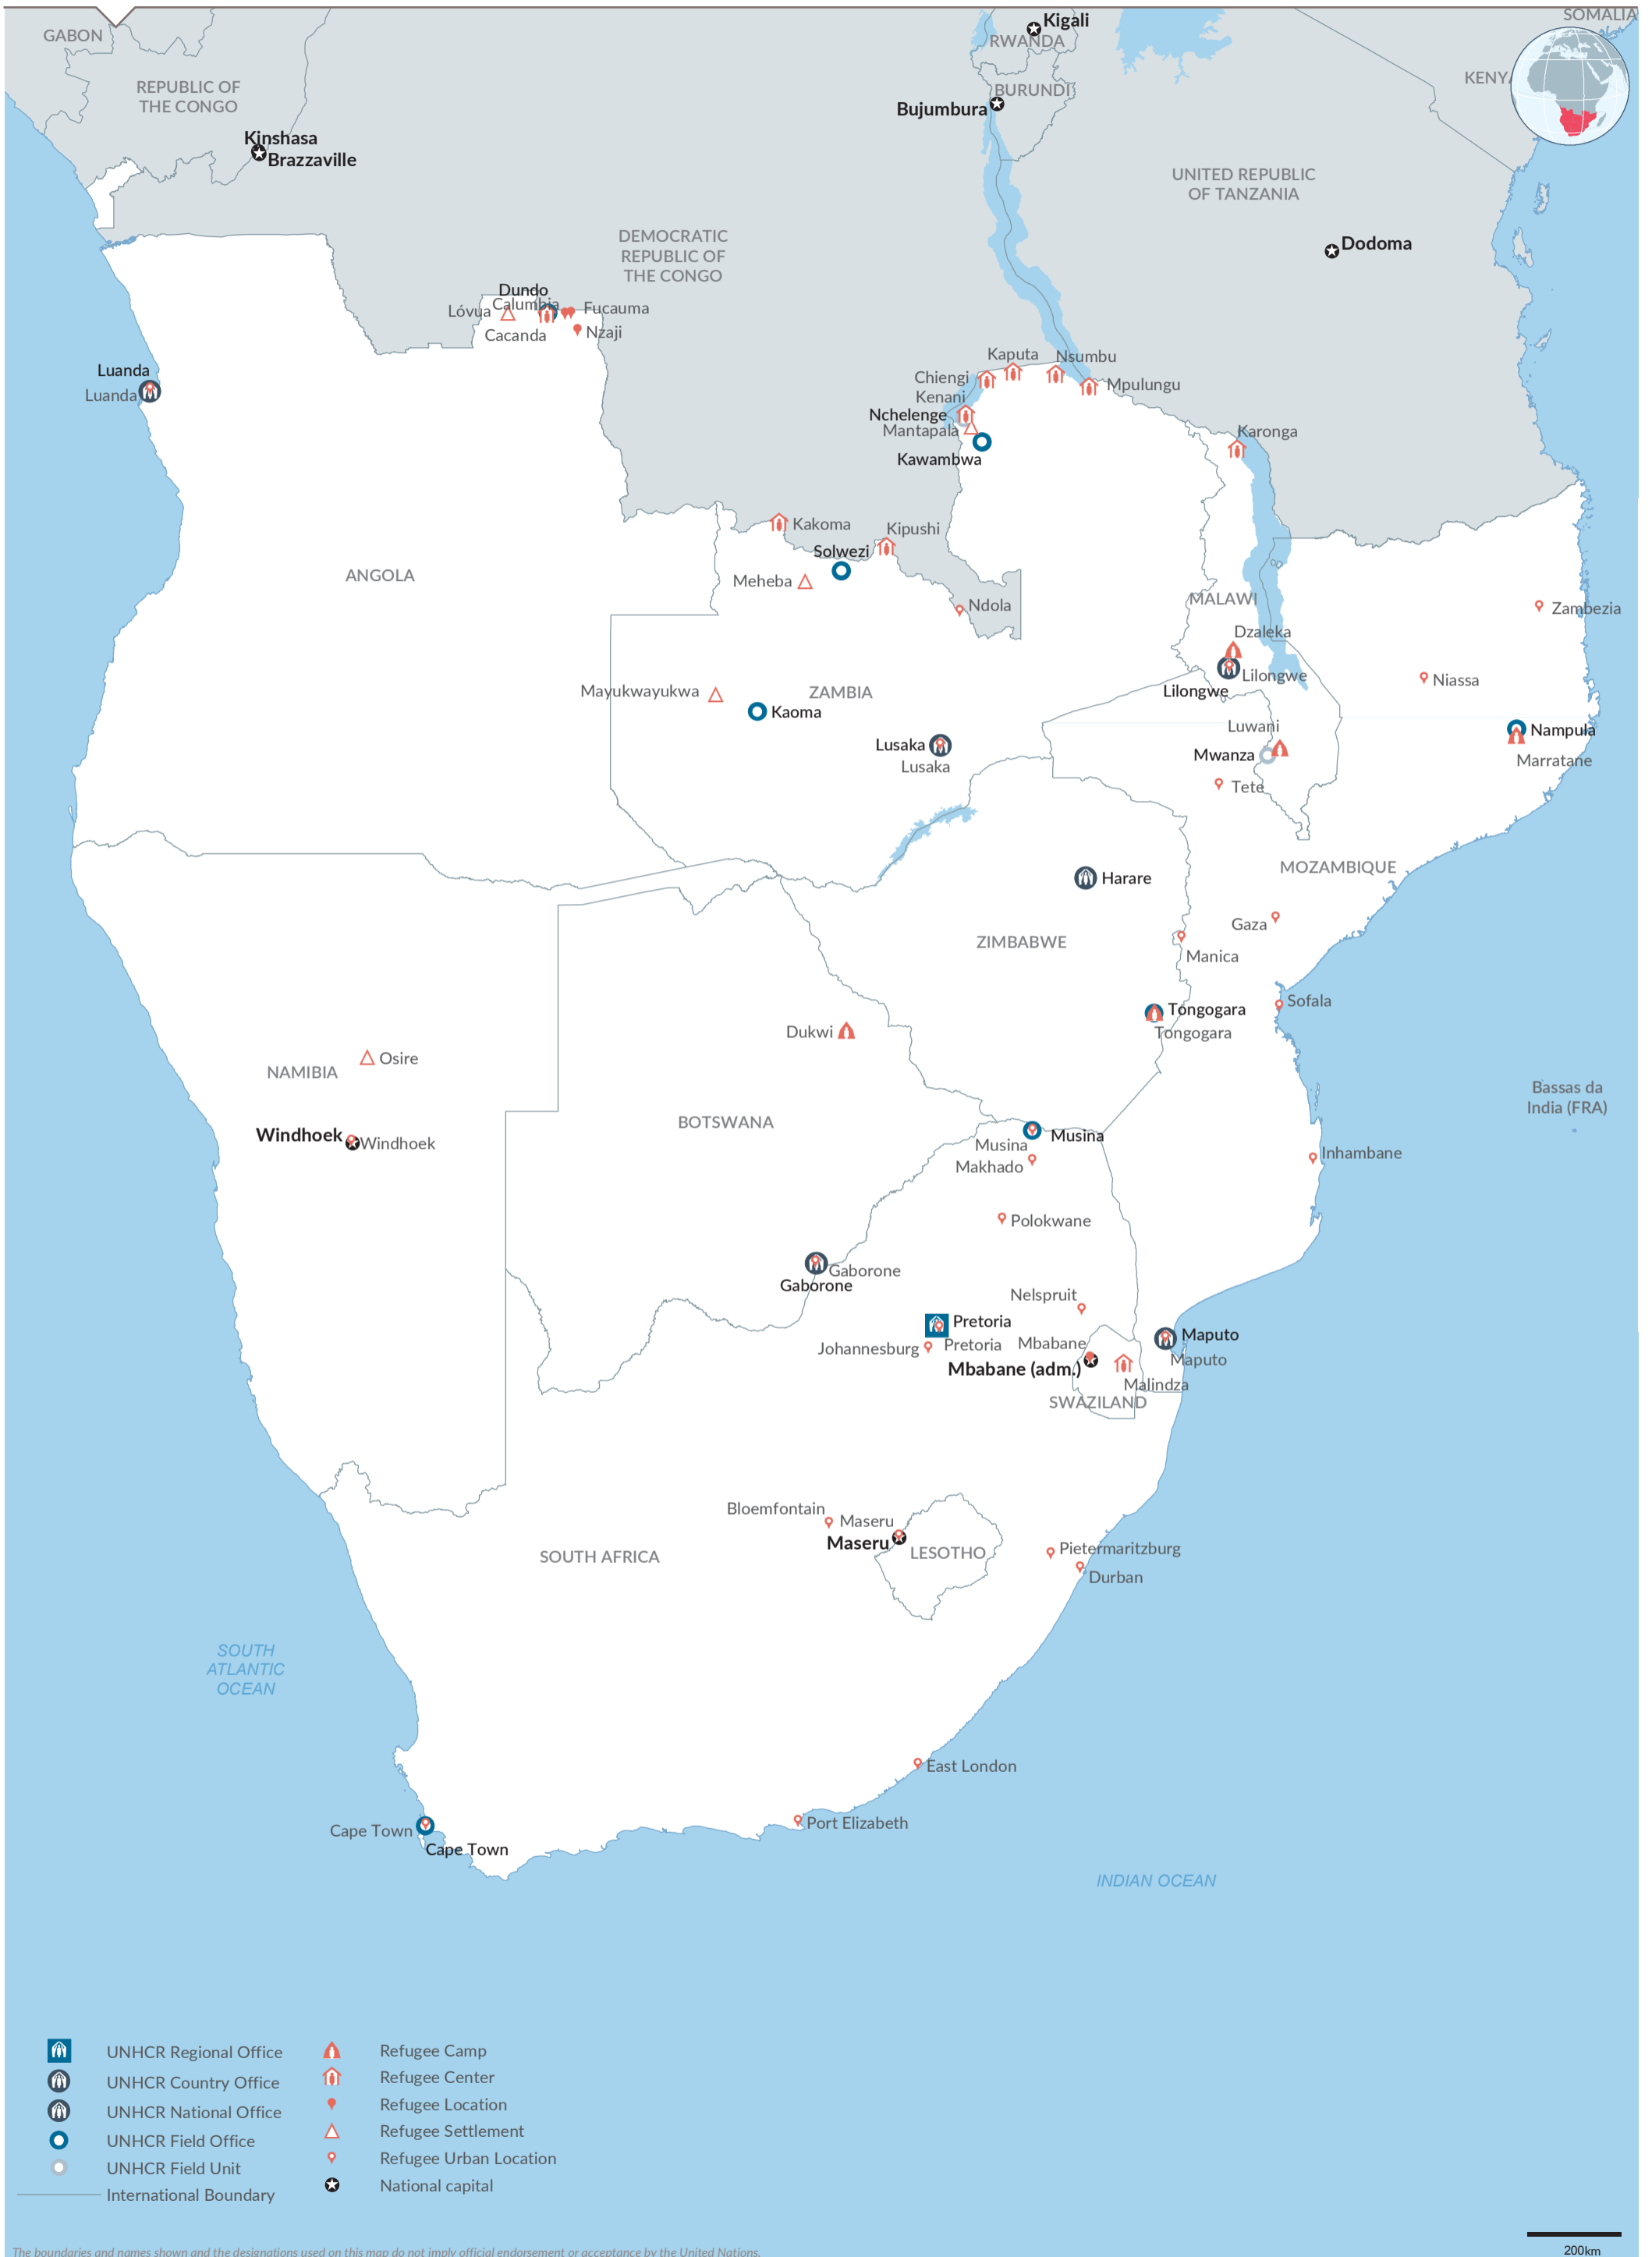 SOMALIA
Kigali
GABON
RWANDA
KENYA
REPUBLIC OF
THE CONGO
BURUNDI
Bujumbura
Kinshasa
Brazzaville
UNITED REPUBLIC
OF TANZANIA
DEMOCRATIC
REPUBLIC OF
THE CONGO
Dodoma
Dundo
Calumbia
Lóvua
Fucauma
Cacanda
Nzaji
Luanda
Luanda
Kaputa
Nsumbu
Chiengi
Mpulungu
Kenani
Nchelenge
Mantapala
Kawambwa
Karonga
Kakoma
Kipushi
Solwezi
Meheba
ANGOLA
Ndola
MALAWI
Zambezia
Dzaleka
Lilongwe
Lilongwe
Niassa
Mayukwayukwa
ZAMBIA
Kaoma
Luwani
Nampula
Lusaka
Lusaka
Mwanza
Marratane
Tete
MOZAMBIQUE
Harare
Gaza
ZIMBABWE
Manica
Sofala
Tongogara
Tongogara
Dukwi
Osire
NAMIBIA
Bassas da
India (FRA)
BOTSWANA
Windhoek
Windhoek
Musina
Musina
Makhado
Inhambane
Polokwane
Gaborone
Gaborone
Nelspruit
Pretoria
Pretoria
Johannesburg
Mbabane
Mbabane (adm.)
Maputo
Maputo
Malindza
SWAZILAND
Bloemfontain
Maseru
Maseru
LESOTHO
SOUTH AFRICA
Pietermaritzburg
Durban
SOUTH
ATLANTIC
OCEAN
East London
Port Elizabeth
Cape Town
Cape Town
INDIAN OCEAN
UNHCR Regional Office
UNHCR Country Office
UNHCR National Office
UNHCR Field Office
UNHCR Field Unit
International Boundary
Refugee Camp
Refugee Center
Refugee Location
Refugee Settlement
Refugee Urban Location
National capital
200km
The boundaries and names shown and the designations used on this map do not imply official endorsement or acceptance by the United Nations.